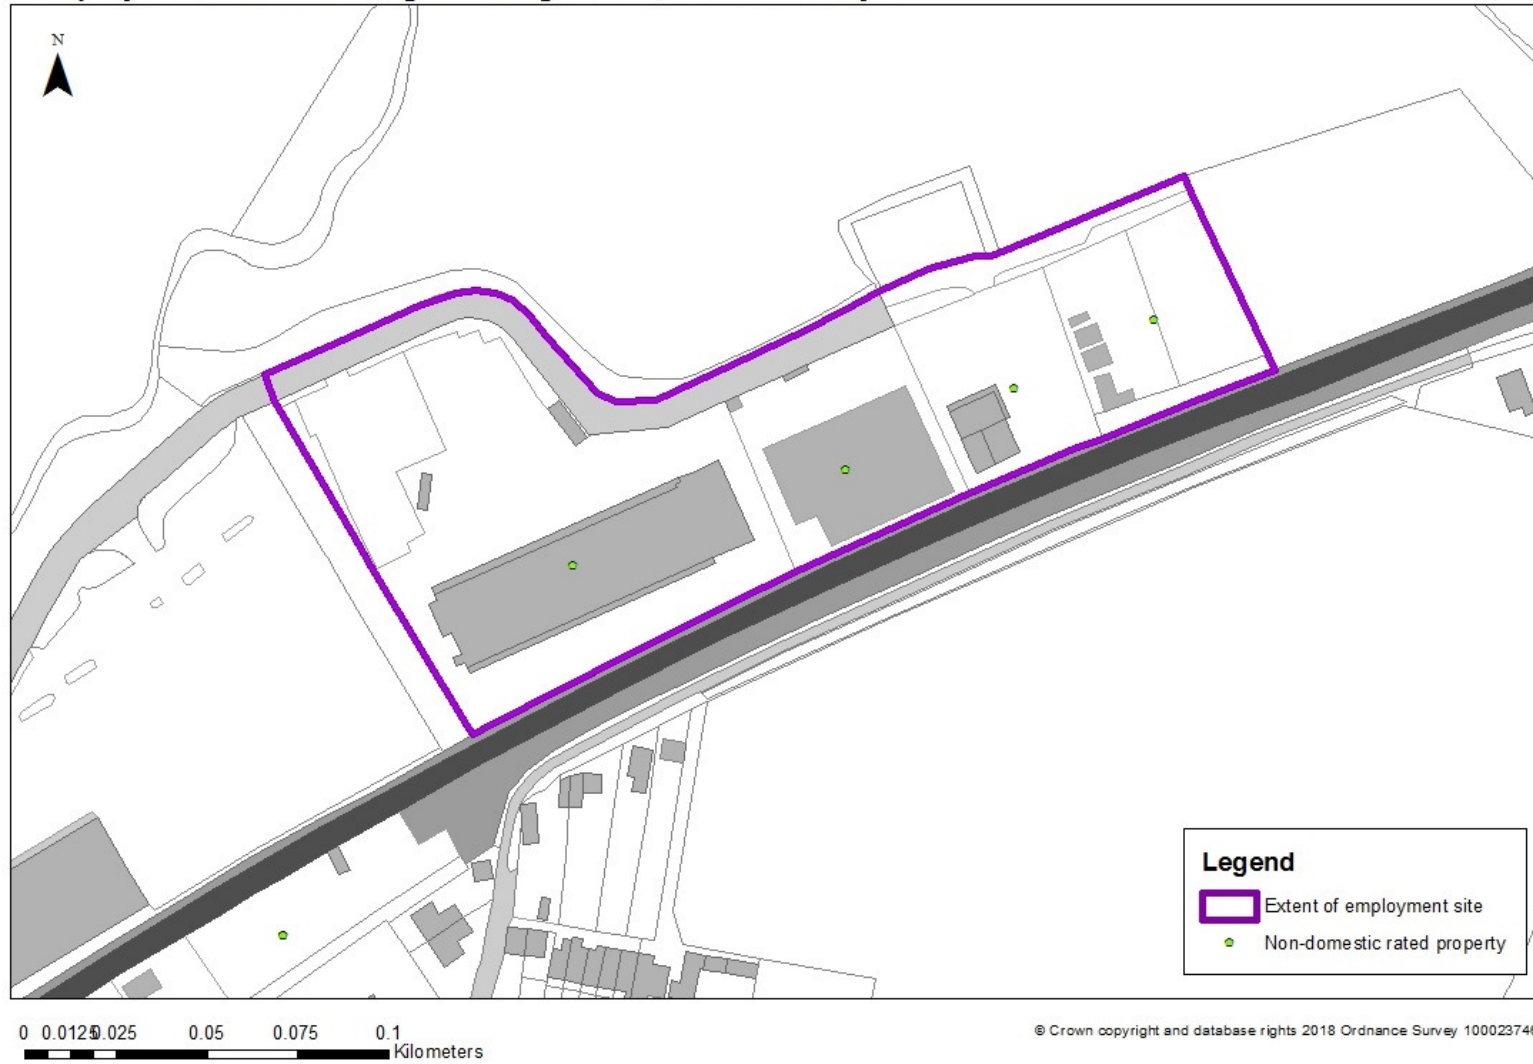 N
Legend
Extent of employment site
Non-domestic rated property
0 0.0125 0.025 0.05 0.075 0.1
Kilometers
© Crown copyright and database rights 2018 Ordnance Survey 100023746